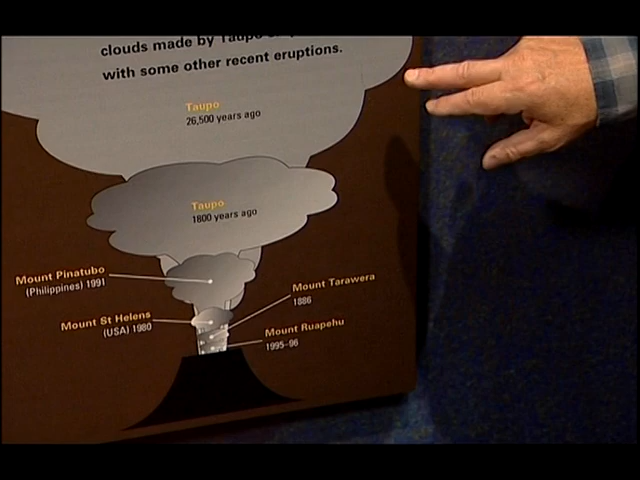 clouds made by Taupo
with some other recent eruptions.
Taupo
26,500 years ago
Taupo
1800 years ago
Mount Pinatubo
(Philippines) 1991
Mount Tarawera
1886
Mount St Helens
(USA) 1980
Mount Ruapehu
1995-96